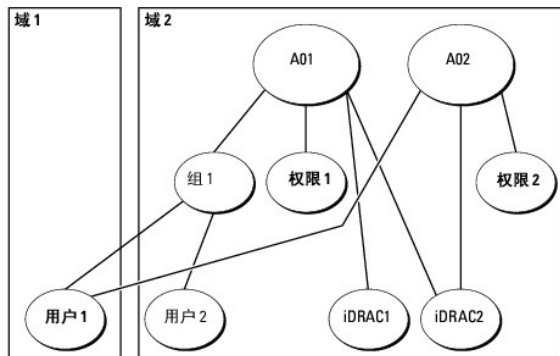 域 1
域 2
A01
A02
组 1
权限 1
权限 2
用户 1
用户 2
iDRAC1
iDRAC2